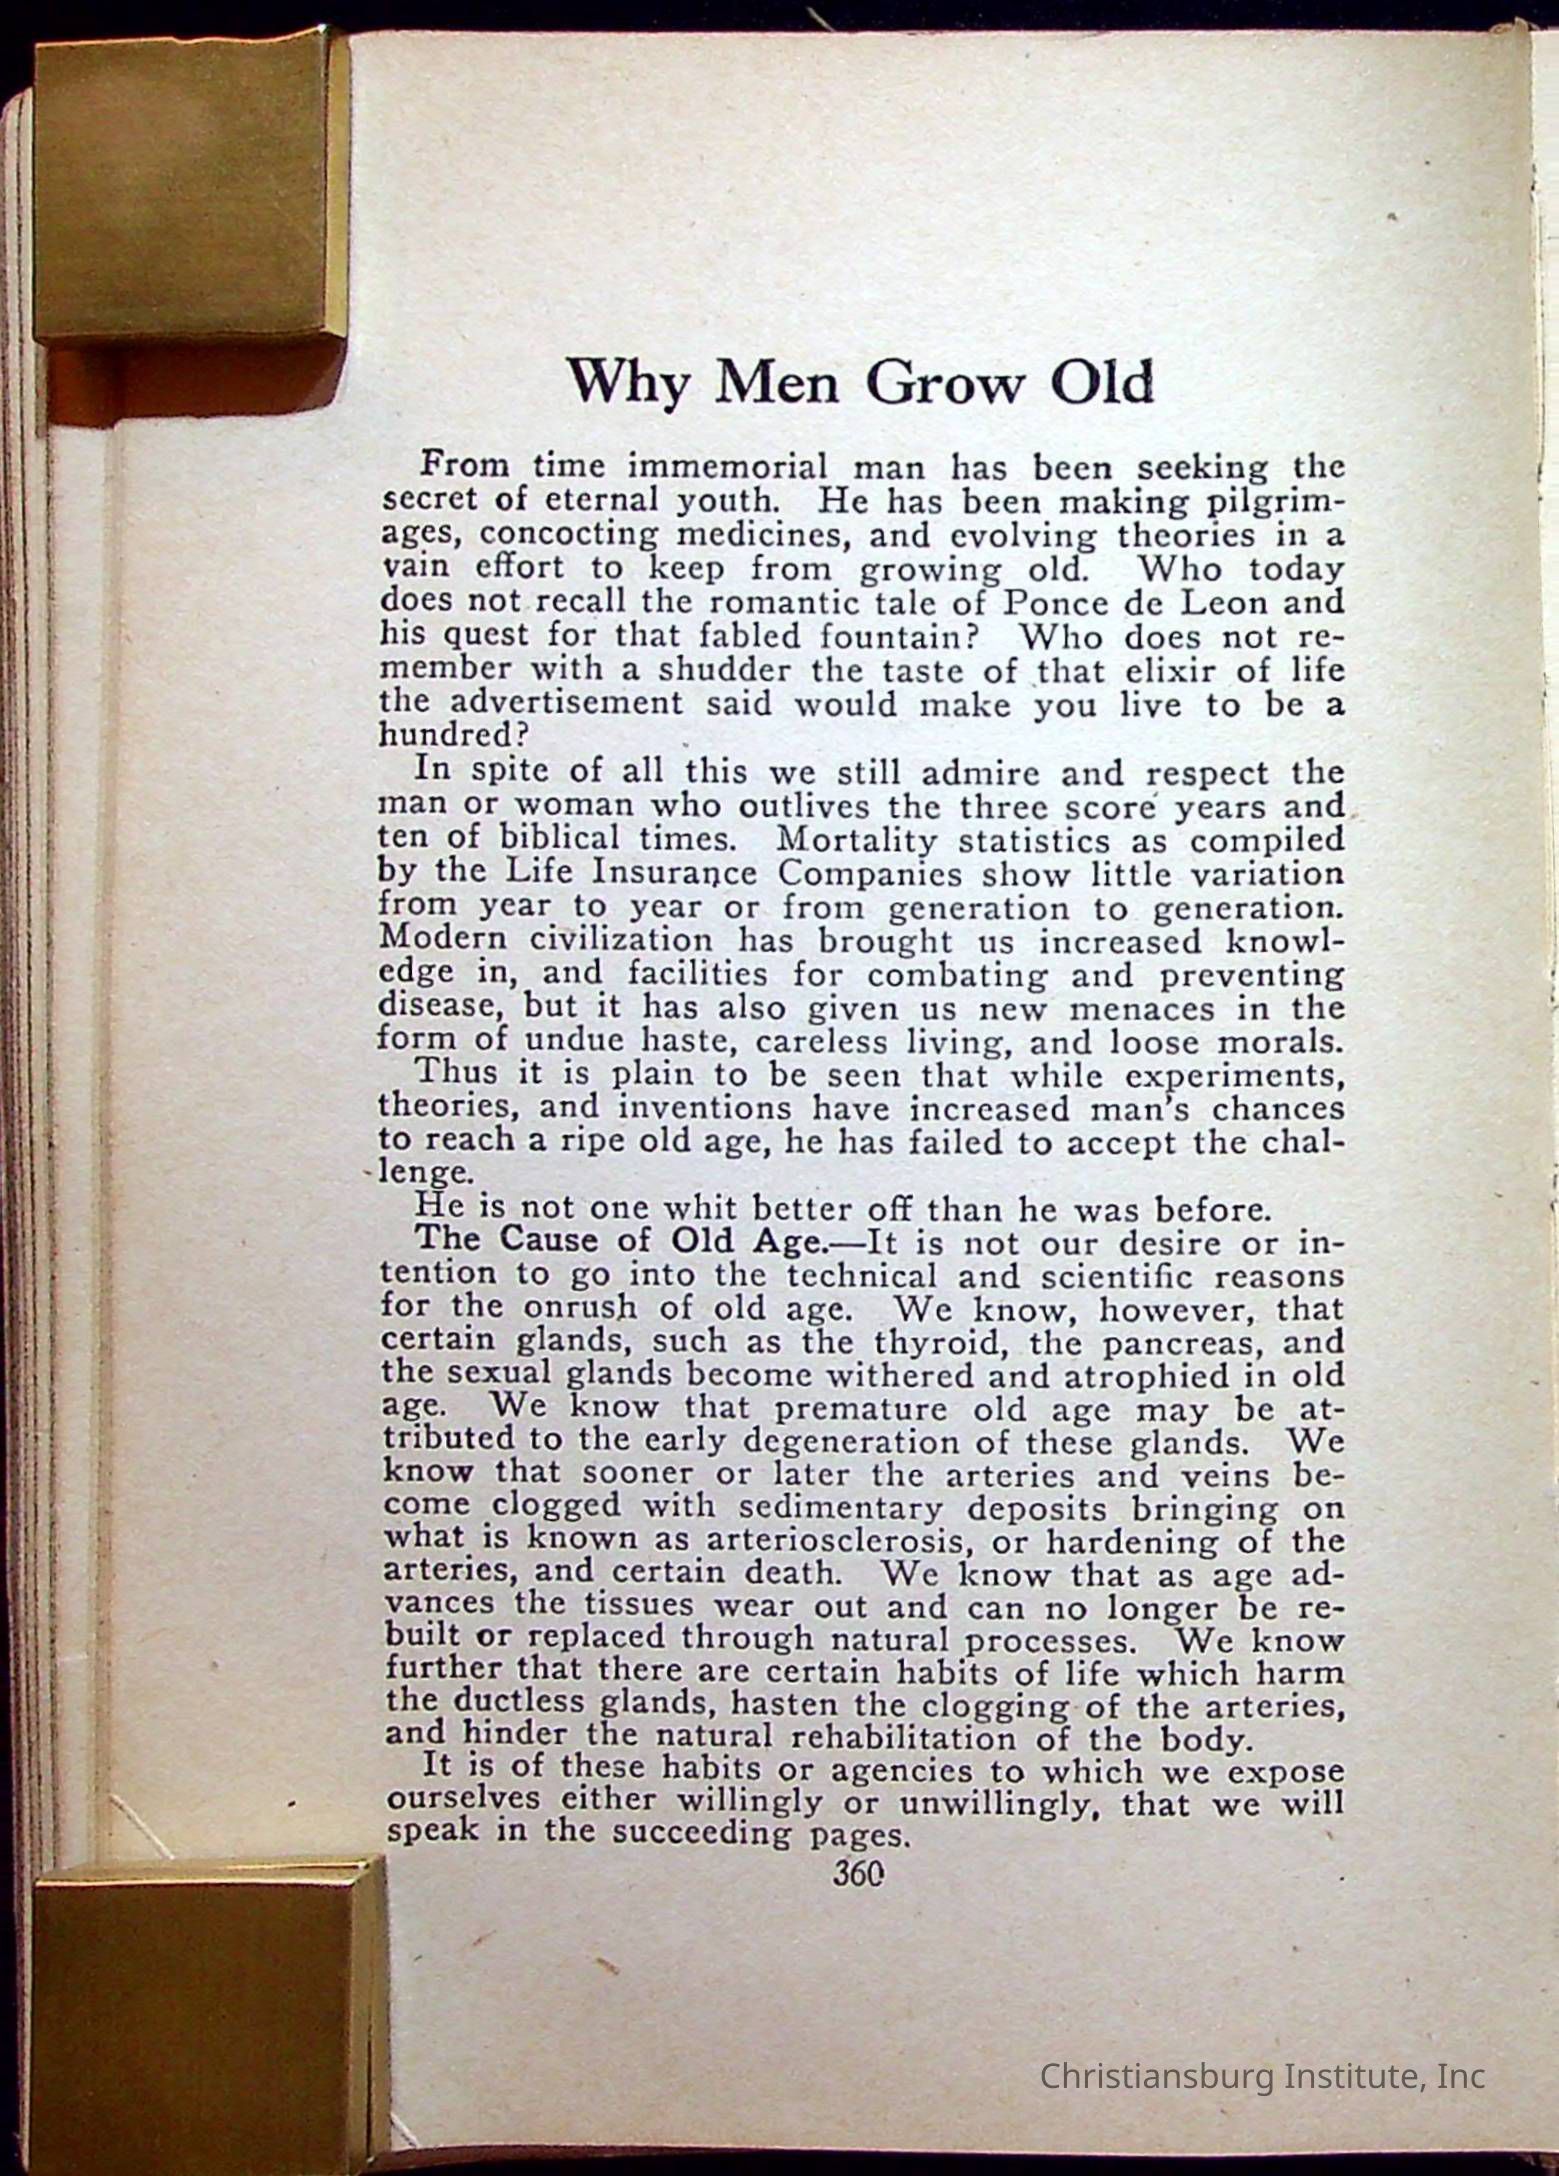 Why Men Grow Old
From time immemorial man has been seeking the
secret of eternal youth. He has been making pilgrim-
ages, concocting medicines, and evolving theories in a
vain effort to keep from growing old. Who today
does not recall the romantic tale of Ponce de Leon and
his quest for that fabled fountain? Who does not re-
member with a shudder the taste of that elixir of life
the advertisement said would make you live to be a
hundred?
In spite of all this we still admire and respect the
man or woman who outlives the three score years and
ten of biblical times. Mortality statistics as compiled
by the Life Insurance Companies show little variation
from year to year or from generation to generation.
Modern civilization has brought us increased knowl-
edge in, and facilities for combating and preventing
disease, but it has also given us new menaces in the
form of undue haste, careless living, and loose morals.
Thus it is plain to be seen that while experiments,
theories, and inventions have increased man's chances
to reach a ripe old age, he has failed to accept the chal-
lenge.
He is not one whit better off than he was before.
The Cause of Old Age.—It is not our desire or in-
tention to go into the technical and scientific reasons
for the onrush of old age. We know, however, that
certain glands, such as the thyroid, the pancreas, and
the sexual glands become withered and atrophied in old
age. We know that premature old age may be at-
tributed to the early degeneration of these glands. We
know that sooner or later the arteries and veins be-
come clogged with sedimentary deposits bringing on
what is known as arteriosclerosis, or hardening of the
arteries, and certain death. We know that as age ad-
vances the tissues wear out and can no longer be re-
built or replaced through natural processes. We know
further that there are certain habits of life which harm
the ductless glands, hasten the clogging of the arteries,
and hinder the natural rehabilitation of the body.
It is of these habits or agencies to which we expose
ourselves either willingly or unwillingly, that we will
speak in the succeeding pages.
360
Christiansburg Institute, Inc